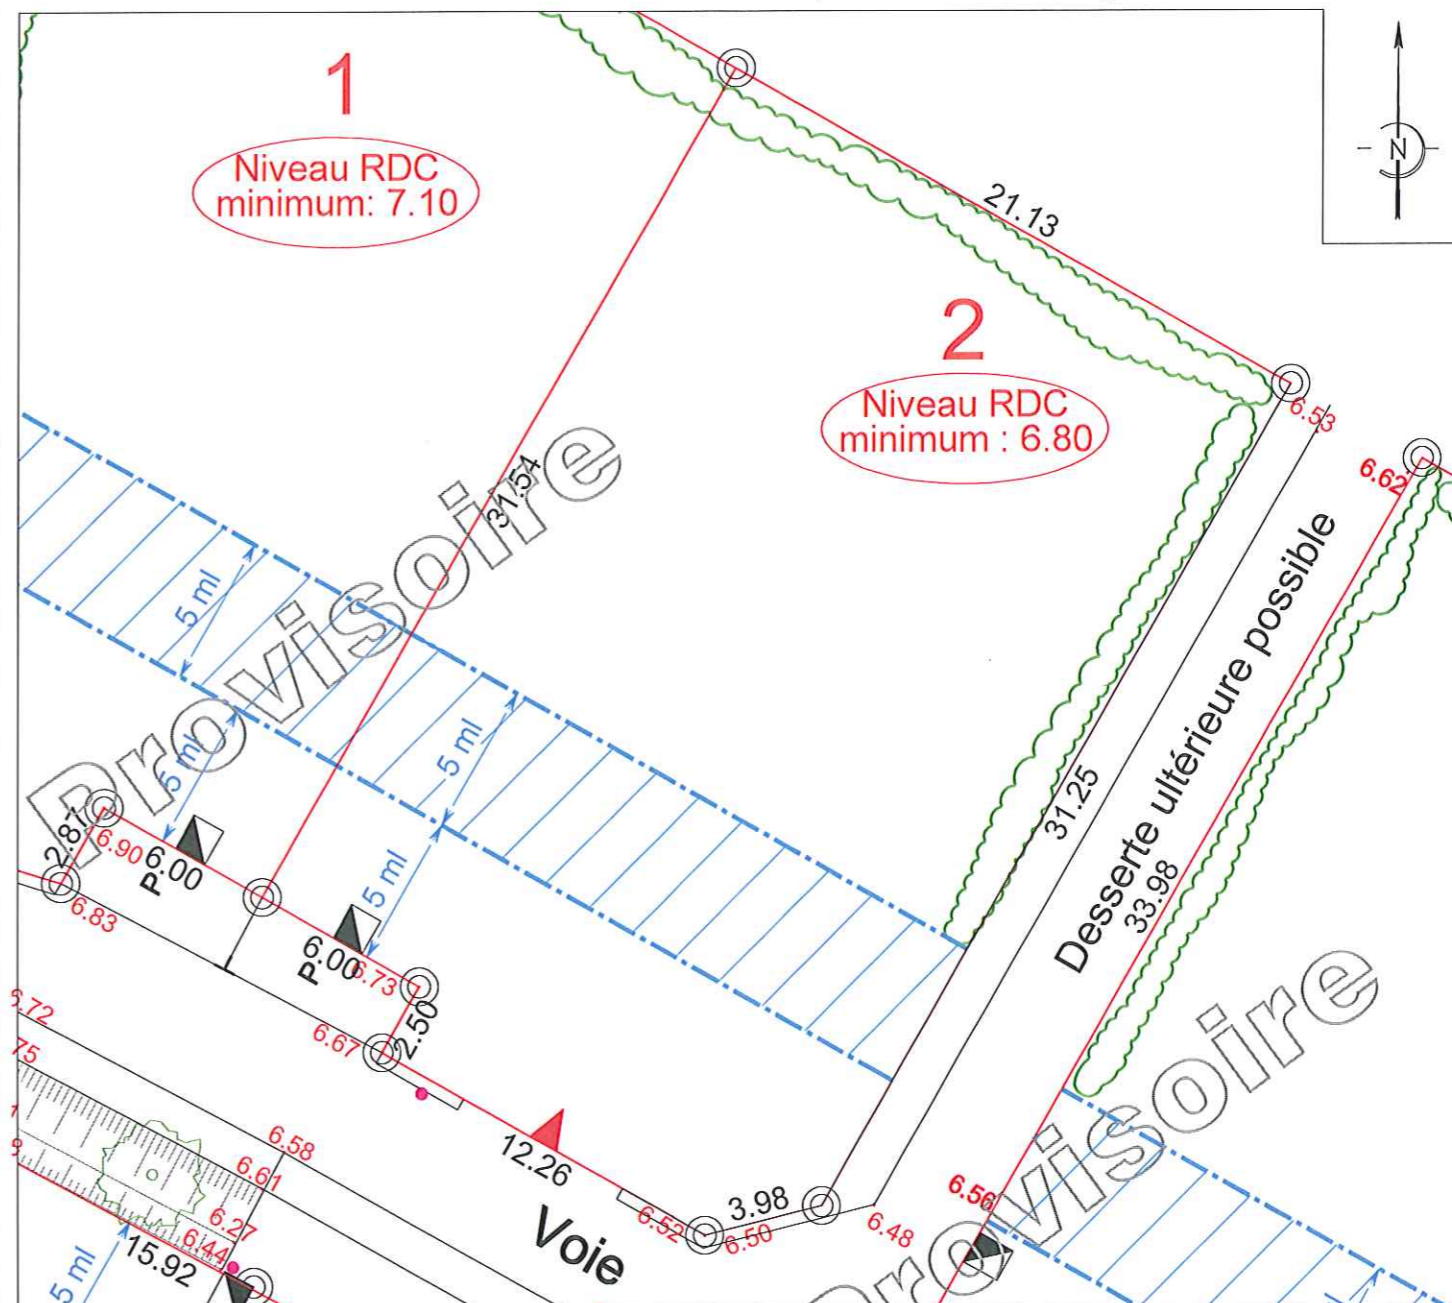 1
Niveau RDC
minimum: 7.10
N
21.13
2
Niveau RDC
minimum : 6.80
6.53
6.62
31.54
Provisoire
5 ml
5 ml
5 ml
5 ml
Desserte ultérieure possible
31.25
33.98
2.87
6.90
6.00
P
6.83
6.00
P
6.73
2.50
6.67
6.72
75
6.58
6.61
6.27
6.44
15.92
5 ml
12.26
Voie
6.52
3.98
6.50
6.48
6.56
Provisoire